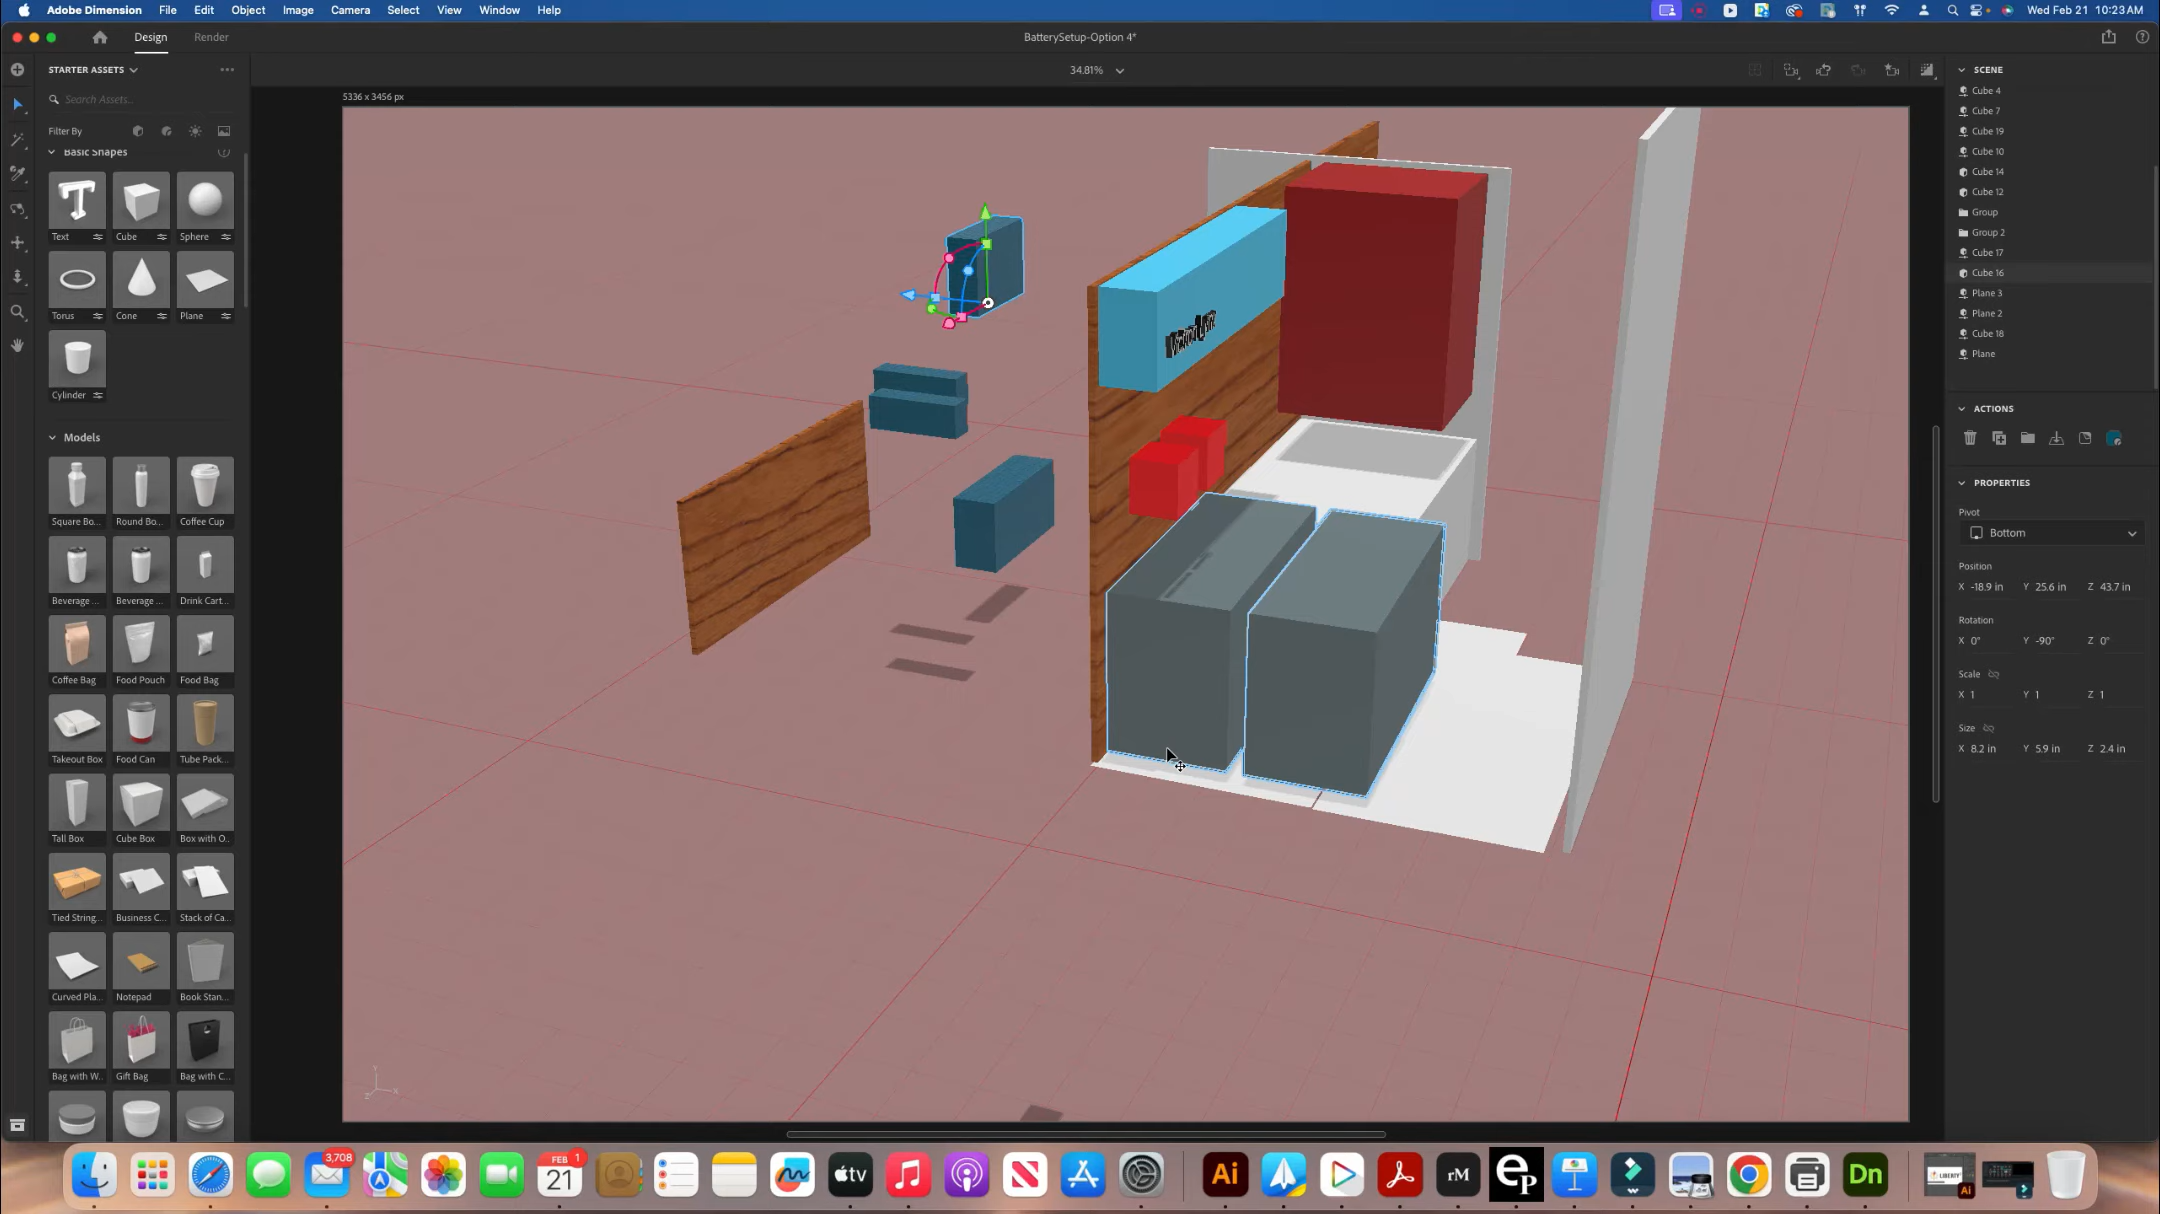 Adobe Dimension File Edit Object Image Camera Select View Window Help Wed Feb 21 10:23 AM
Design Render BatterySetup-Option 4*
STARTER ASSETS 34.81% SCENE
5336 x 3456 px
Search Assets..
Filter By
Basic Shapes
Text Cube Sphere
Torus Cone Plane
Cylinder
Models
Square Bo... Round Bo... Coffee Cup
Beverage ... Beverage ... Drink Cart...
Coffee Bag Food Pouch Food Bag
Takeout Box Food Can Tube Pack...
Tall Box Cube Box Box with O...
Tied String... Business C... Stack of Ca...
Curved Pla... Notepad Book Stan...
Bag with W... Gift Bag Bag with C...
Cube 4
Cube 7
Cube 19
Cube 10
Cube 14
Cube 12
Group
Group 2
Cube 17
Cube 16
Plane 3
Plane 2
Cube 18
Plane
ACTIONS
PROPERTIES
Pivot
Bottom
Position
X -18.9 in Y 25.6 in Z 43.7 in
Rotation
X 0° Y -90° Z 0°
Scale
X 1 Y 1 Z 1
Size
X 8.2 in Y 5.9 in Z 2.4 in
Y
Z X
3,708
FEB 1
21
tv
Ai
rM
ep
Dn
LIBERTY
Ai